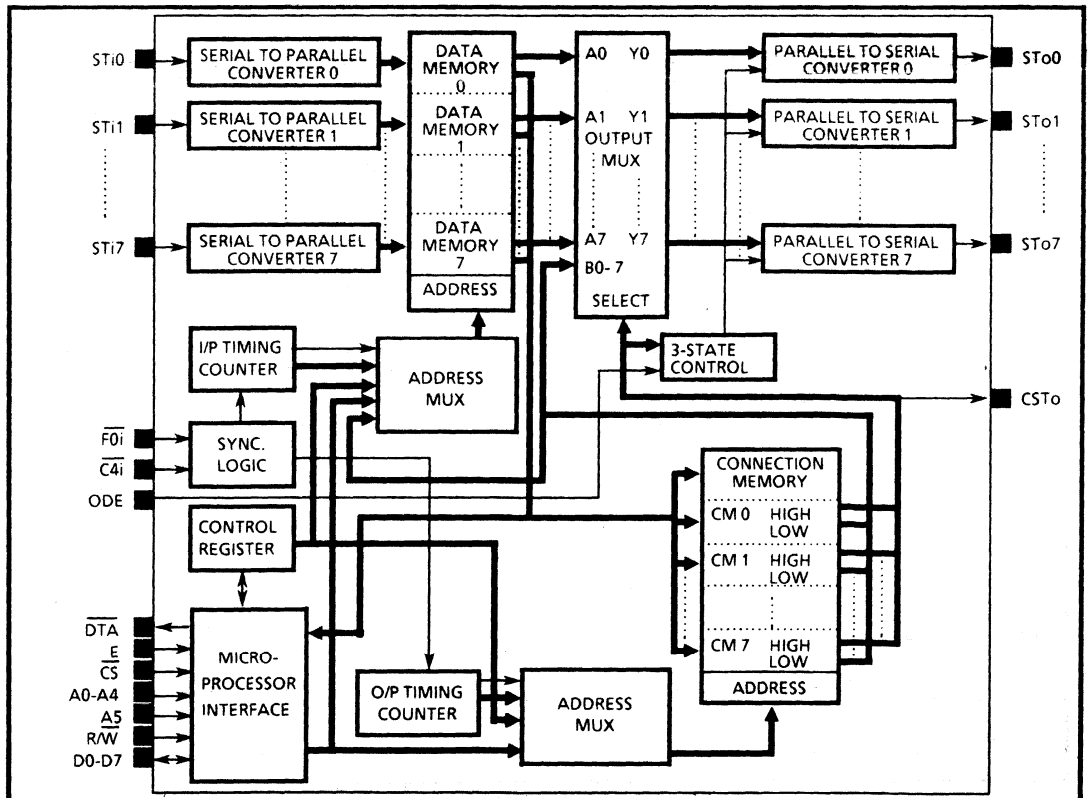 STi0
SERIAL TO PARALLEL
CONVERTER 0
DATA
MEMORY
0
A0 Y0
PARALLEL TO SERIAL
CONVERTER 0
STo0
STi1
SERIAL TO PARALLEL
CONVERTER 1
DATA
MEMORY
1
A1 Y1
OUTPUT
MUX
PARALLEL TO SERIAL
CONVERTER 1
STo1
STi7
SERIAL TO PARALLEL
CONVERTER 7
DATA
MEMORY
7
ADDRESS
A7 Y7
B0-7
SELECT
PARALLEL TO SERIAL
CONVERTER 7
STo7
I/P TIMING
COUNTER
ADDRESS
MUX
3-STATE
CONTROL
CSTo
F0i
C4i
ODE
SYNC.
LOGIC
CONTROL
REGISTER
CONNECTION
MEMORY
CM 0 HIGH
LOW
CM 1 HIGH
LOW
CM 7 HIGH
LOW
ADDRESS
DTA
E
CS
A0-A4
A5
R/W
D0-D7
MICRO-
PROCESSOR
INTERFACE
O/P TIMING
COUNTER
ADDRESS
MUX